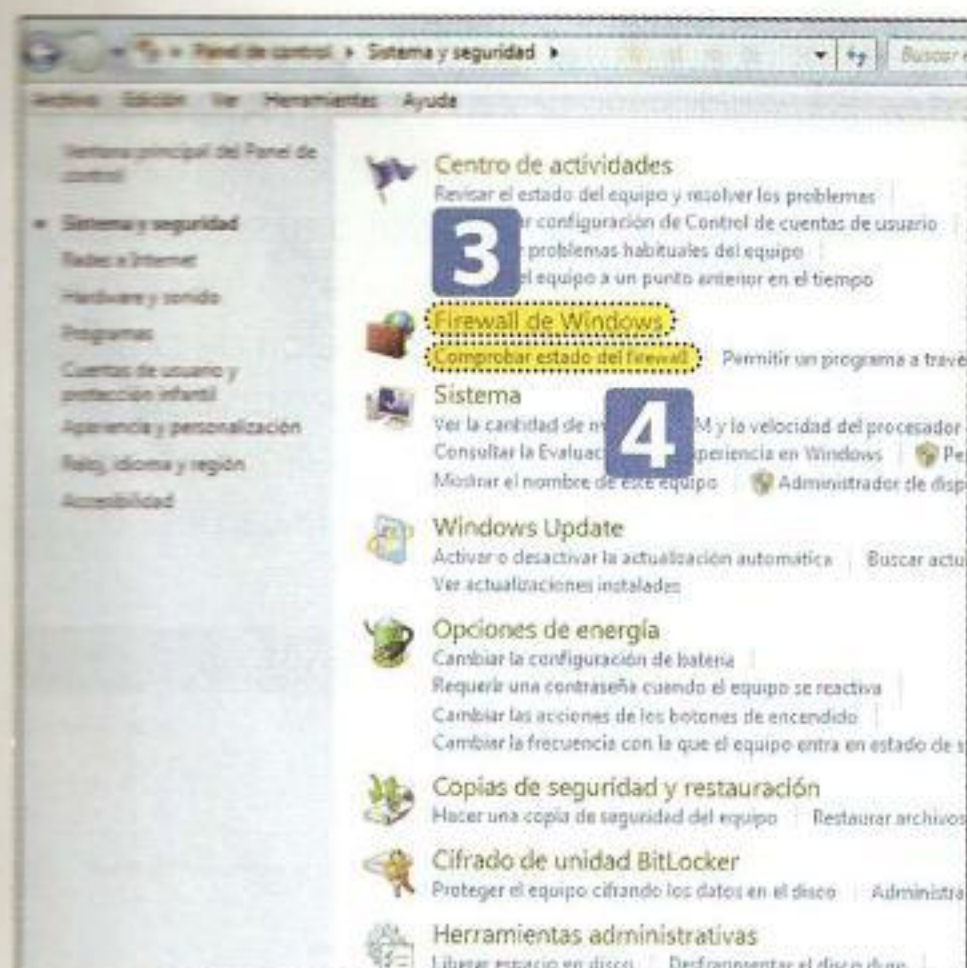 Panel de control ▸ Sistema y seguridad ▸
Buscar e
Archivo Edición Ver Herramientas Ayuda
Ventana principal del Panel de
control
Sistema y seguridad
Redes e Internet
Hardware y sonido
Programas
Cuentas de usuario y
protección infantil
Apariencia y personalización
Reloj, idioma y región
Accesibilidad
Centro de actividades
Revisar el estado del equipo y resolver los problemas
r configuración de Control de cuentas de usuario
3
r problemas habituales del equipo
el equipo a un punto anterior en el tiempo
Firewall de Windows
Comprobar estado del firewall Permitir un programa a travé
Sistema
Ver la cantidad de m M y la velocidad del procesador
4
Consultar la Evaluac periencia en Windows Pe
Mostrar el nombre de este equipo Administrador de disp
Windows Update
Activar o desactivar la actualización automática Buscar actu
Ver actualizaciones instaladas
Opciones de energía
Cambiar la configuración de batería
Requerir una contraseña cuando el equipo se reactiva
Cambiar las acciones de los botones de encendido
Cambiar la frecuencia con la que el equipo entra en estado de s
Copias de seguridad y restauración
Hacer una copia de seguridad del equipo Restaurar archivos
Cifrado de unidad BitLocker
Proteger el equipo cifrando los datos en el disco Administra
Herramientas administrativas
Liberar espacio en disco Desfragmentar el disco duro